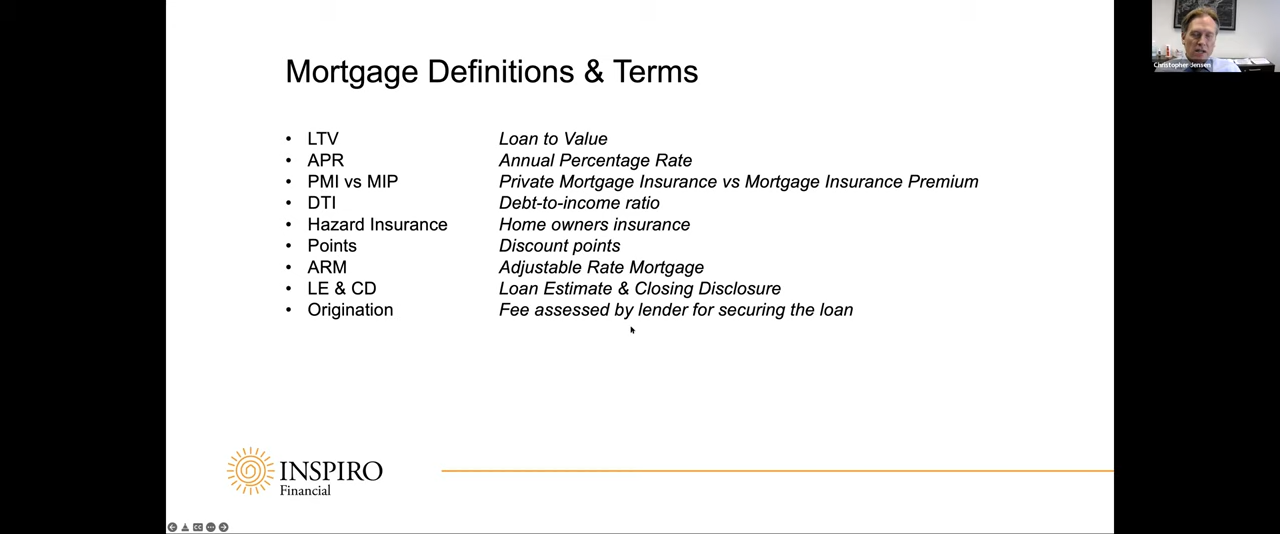 Mortgage Definitions & Terms
• LTV Loan to Value
• APR Annual Percentage Rate
• PMI vs MIP Private Mortgage Insurance vs Mortgage Insurance Premium
• DTI Debt-to-income ratio
• Hazard Insurance Home owners insurance
• Points Discount points
• ARM Adjustable Rate Mortgage
• LE & CD Loan Estimate & Closing Disclosure
• Origination Fee assessed by lender for securing the loan
INSPIRO
Financial
Christopher Jensen